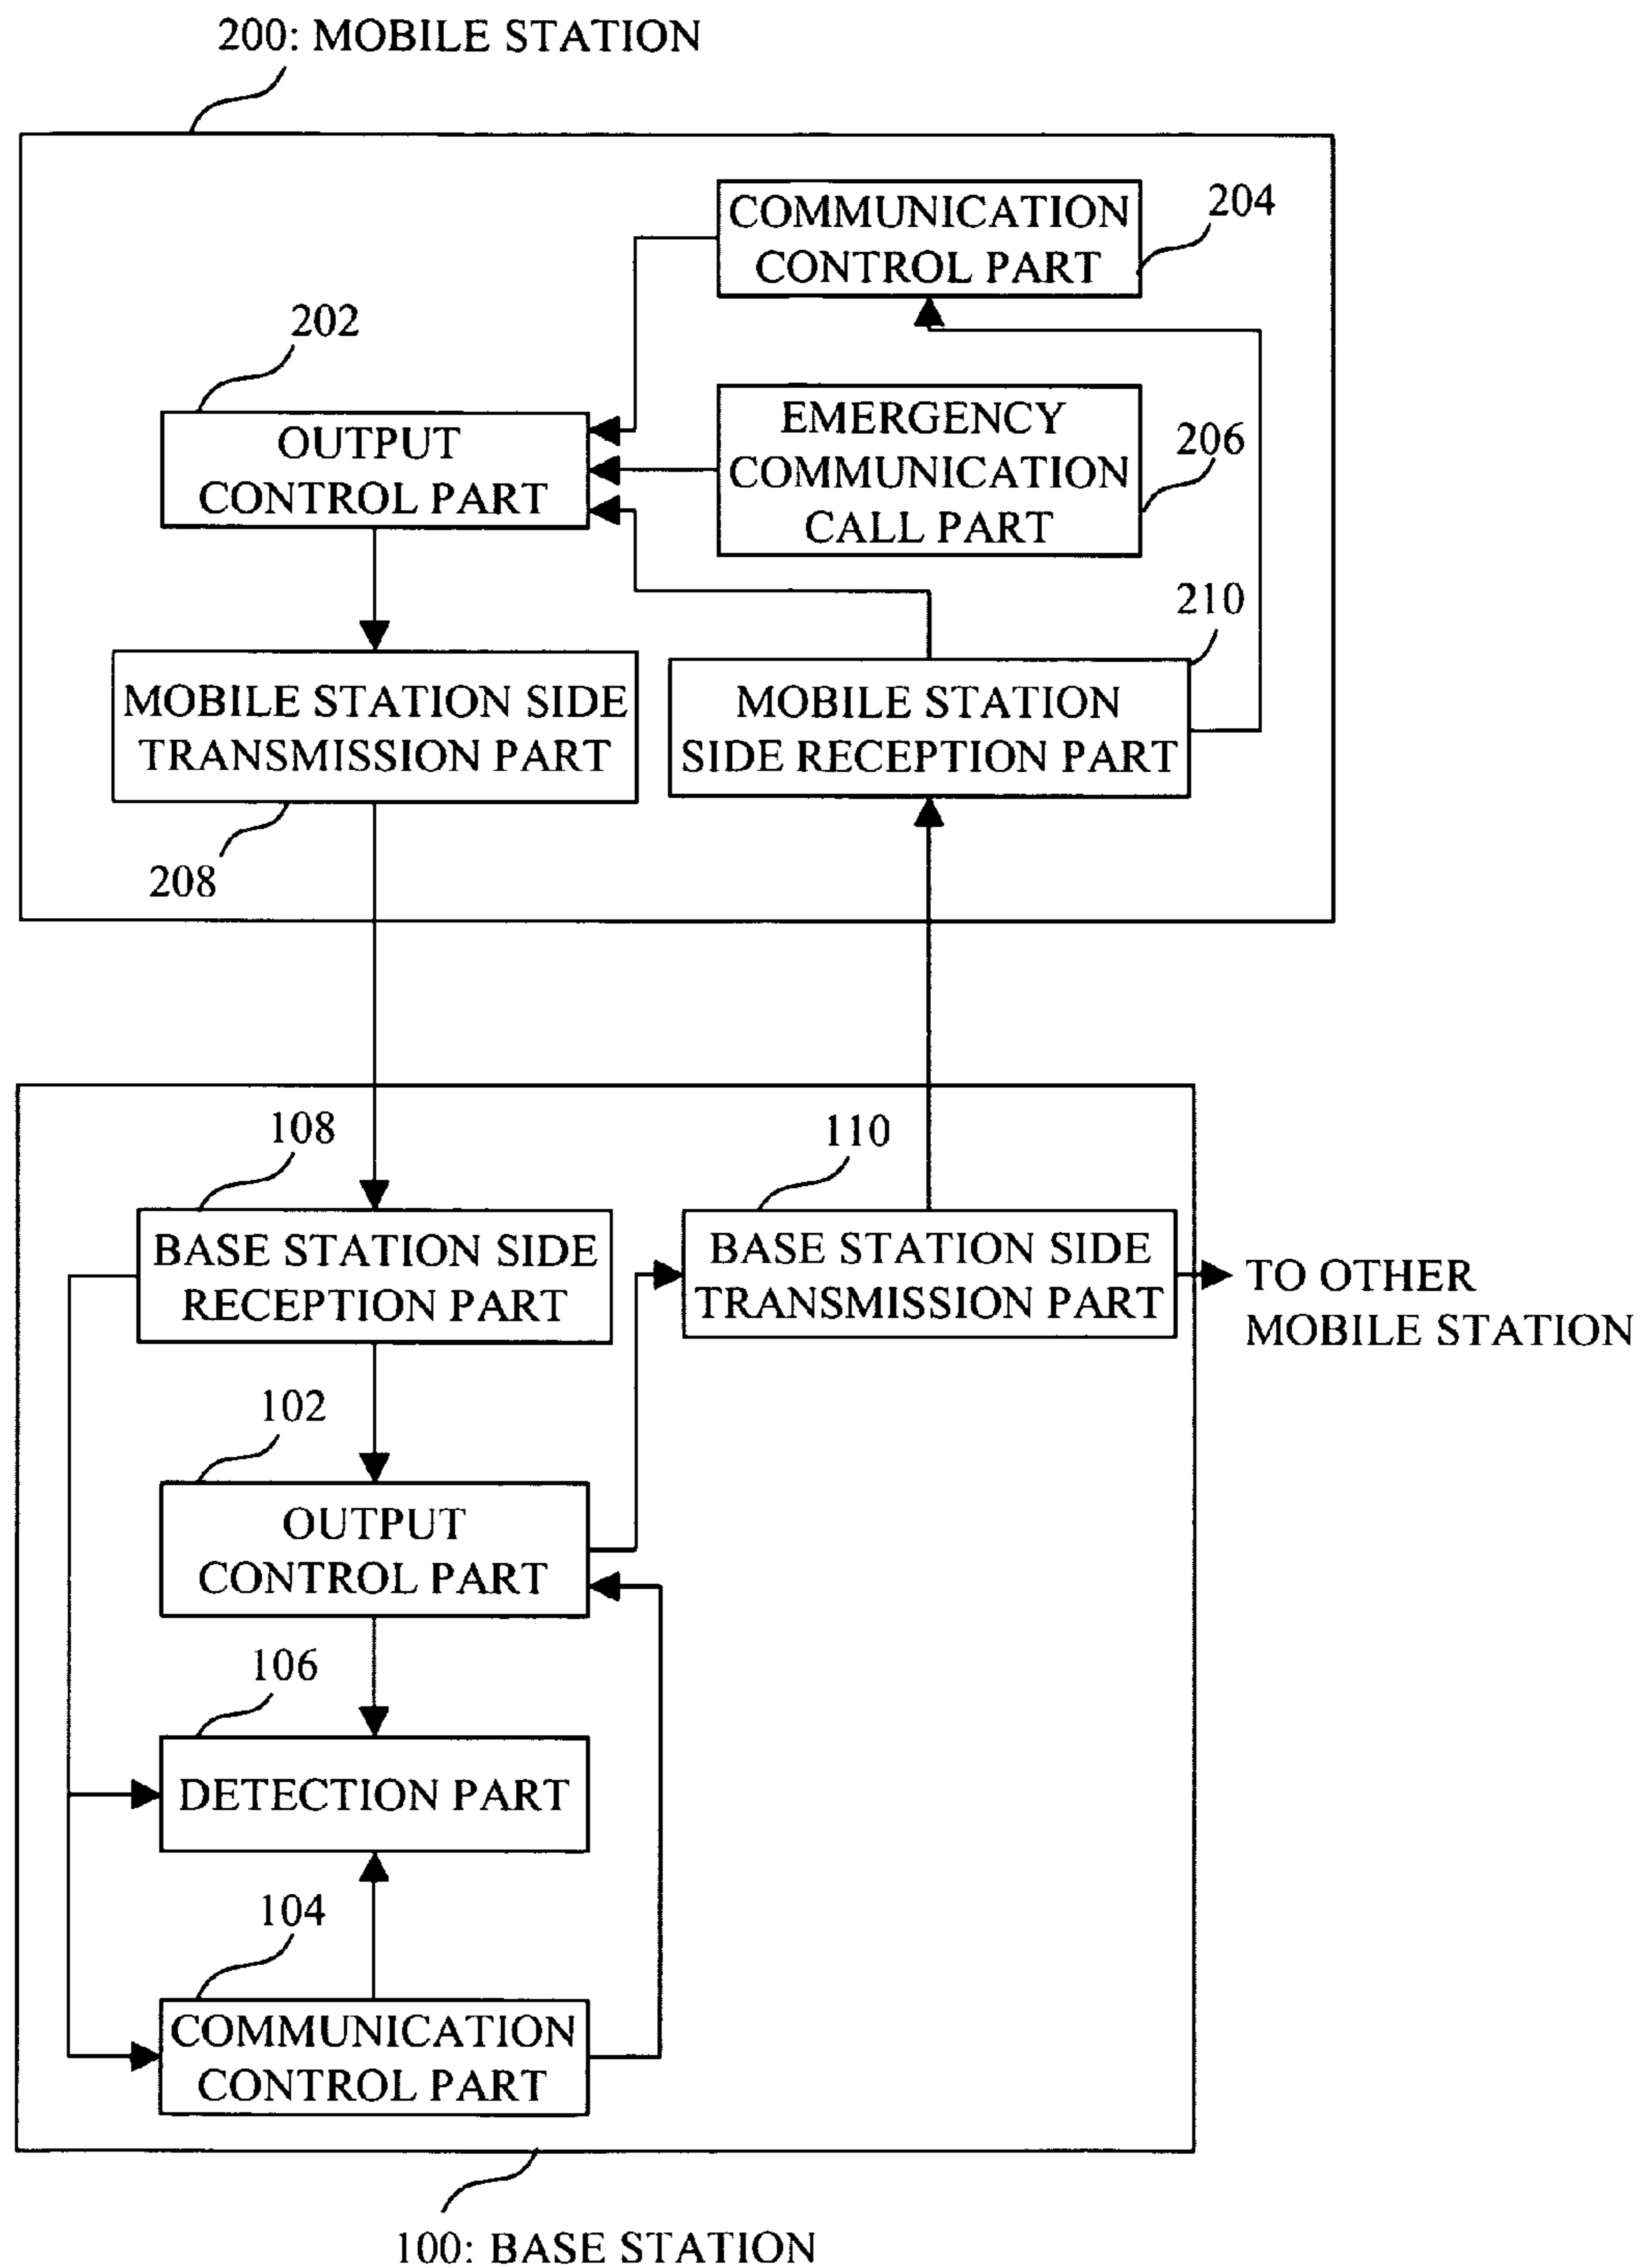 200: MOBILE STATION
COMMUNICATION
CONTROL PART
204
202
OUTPUT
CONTROL PART
EMERGENCY
COMMUNICATION
CALL PART
206
210
MOBILE STATION SIDE
TRANSMISSION PART
208
MOBILE STATION
SIDE RECEPTION PART
108
110
BASE STATION SIDE
RECEPTION PART
BASE STATION SIDE
TRANSMISSION PART
TO OTHER
MOBILE STATION
102
OUTPUT
CONTROL PART
106
DETECTION PART
104
COMMUNICATION
CONTROL PART
100: BASE STATION